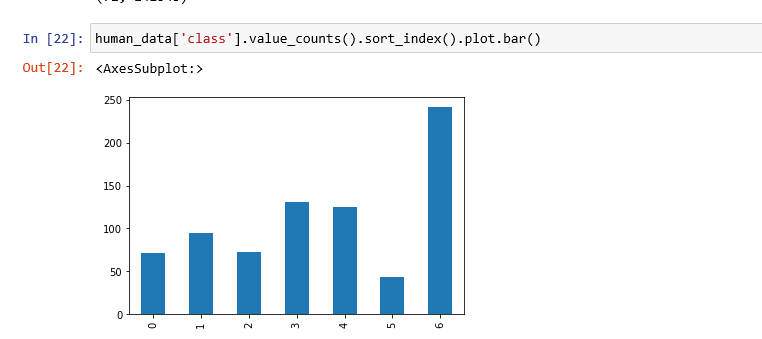 In [22]: human_data['class'].value_counts().sort_index().plot.bar()
Out[22]: <AxesSubplot:>
250
200
150
100
50
0
0 1 2 3 4 5 6